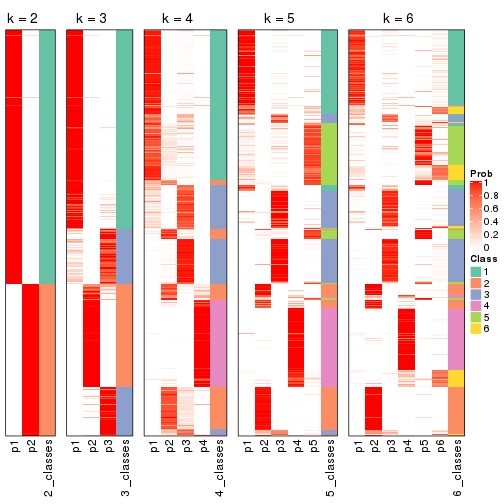 k = 2
k = 3
k = 4
k = 5
k = 6
p1
p2
2_classes
p1
p2
p3
3_classes
p1
p2
p3
p4
4_classes
p1
p2
p3
p4
p5
5_classes
p1
p2
p3
p4
p5
p6
6_classes
Prob
1
0.8
0.6
0.4
0.2
0
Class
1
2
3
4
5
6